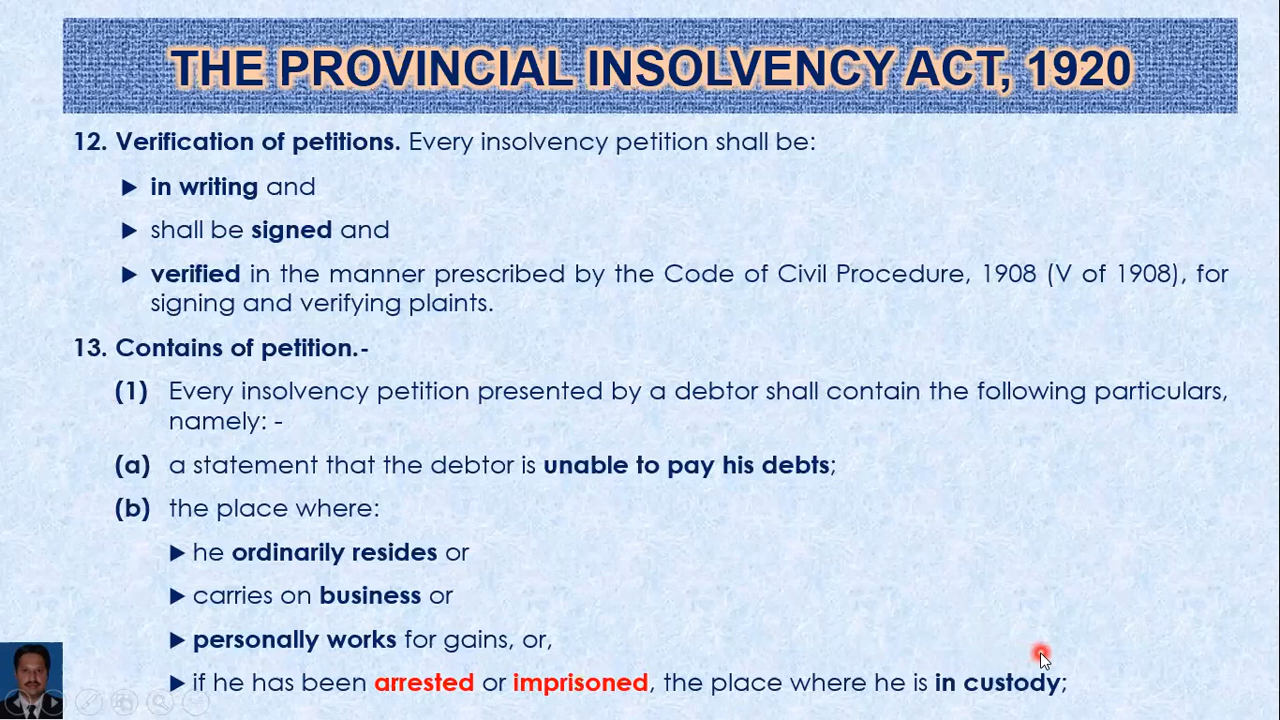 THE PROVINCIAL INSOLVENCY ACT, 1920
12. Verification of petitions. Every insolvency petition shall be:
▶ in writing and
▶ shall be signed and
▶ verified in the manner prescribed by the Code of Civil Procedure, 1908 (V of 1908), for
signing and verifying plaints.
13. Contains of petition.-
(1) Every insolvency petition presented by a debtor shall contain the following particulars,
namely: -
(a) a statement that the debtor is unable to pay his debts;
(b) the place where:
▶ he ordinarily resides or
▶ carries on business or
▶ personally works for gains, or,
▶ if he has been arrested or imprisoned, the place where he is in custody;